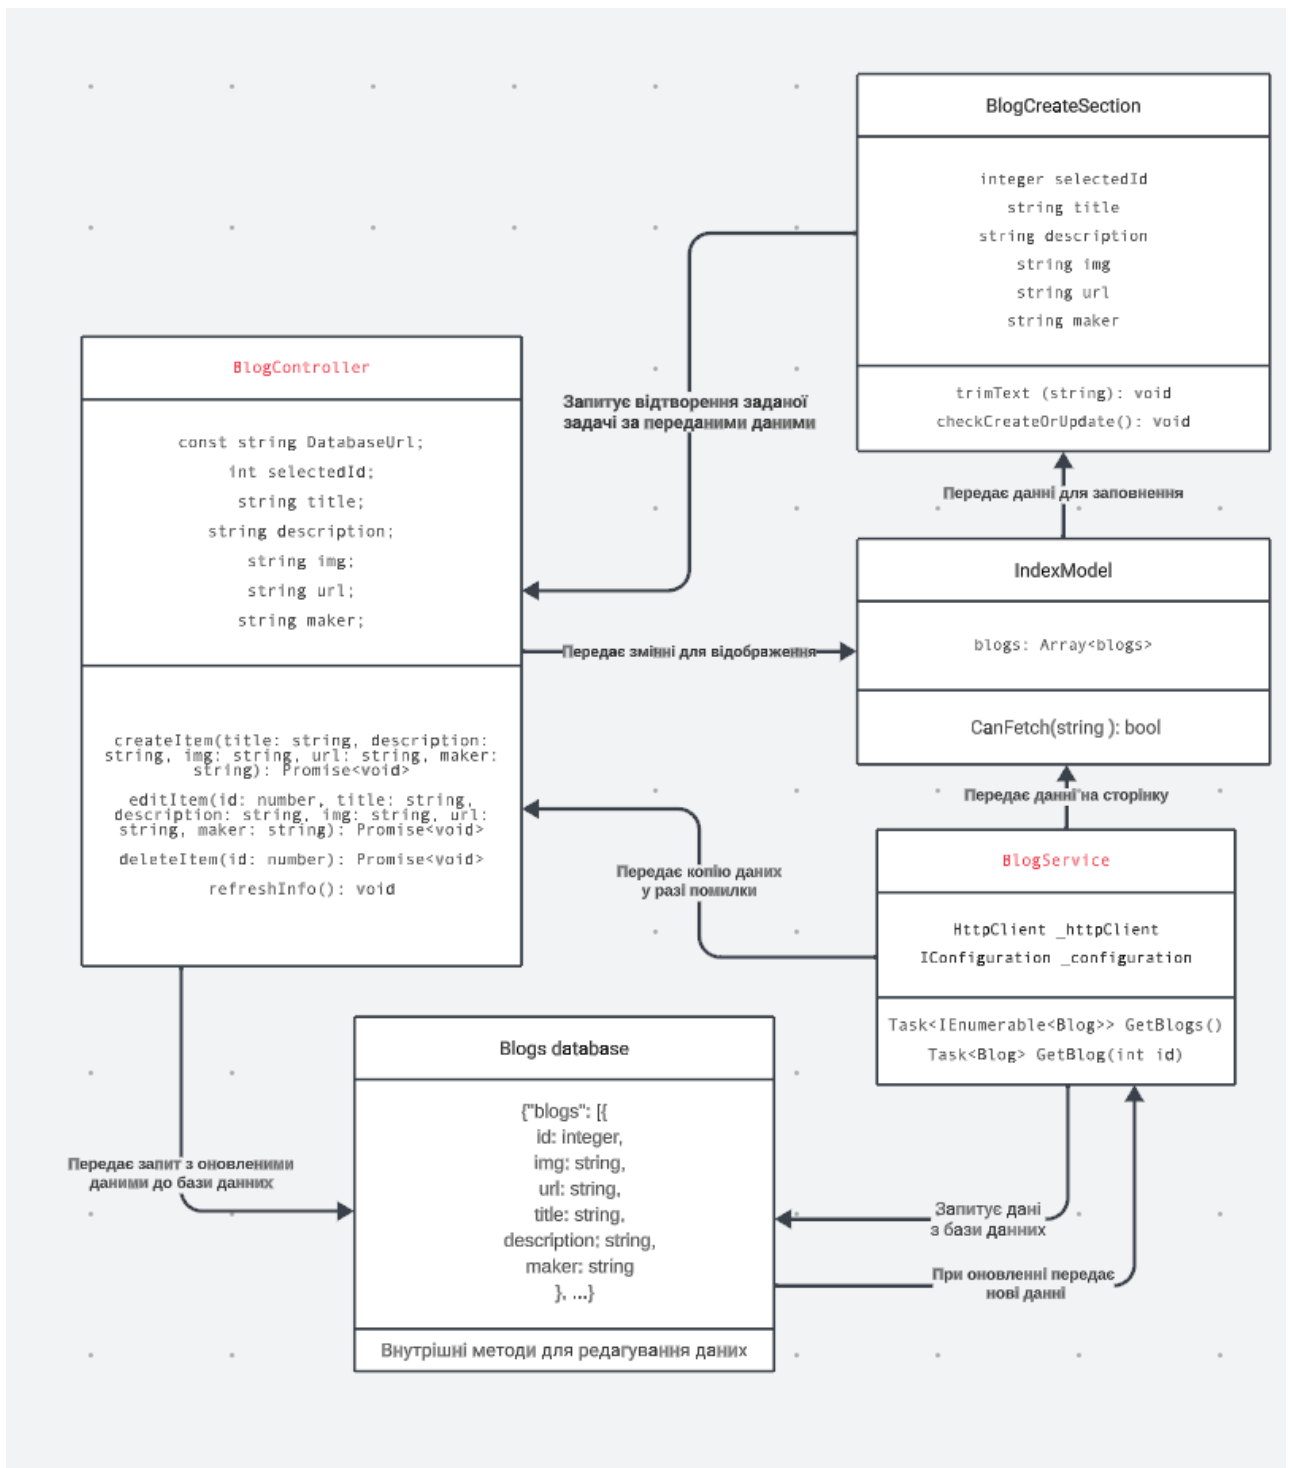 BlogCreateSection
integer selectedId
string title
string description
string img
string url
string maker
trimText (string): void
checkCreateOrUpdate(): void
BlogController
const string DatabaseUrl;
int selectedId;
string title;
string description;
string img;
string url;
string maker;
createItem(title: string, description:
string, img: string, url: string, maker:
string): Promise<void>
editItem(id: number, title: string,
description: string, img: string, url:
string, maker: string): Promise<void>
deleteItem(id: number): Promise<void>
refreshInfo(): void
Запитує відтворення заданої
задачі за переданими даними
Передає данні для заповнення
IndexModel
blogs: Array<blogs>
CanFetch(string ): bool
Передає змінні для відображення
Передає данні на сторінку
BlogService
HttpClient _httpClient
IConfiguration _configuration
Task<IEnumerable<Blog>> GetBlogs()
Task<Blog> GetBlog(int id)
Передає копію даних
у разі помилки
Blogs database
{"blogs": [{
id: integer,
img: string,
url: string,
title: string,
description: string,
maker: string
}, ...}
Внутрішні методи для редагування даних
Передає запит з оновленими
даними до бази данних
Запитує дані
з бази данних
При оновленні передає
нові данні